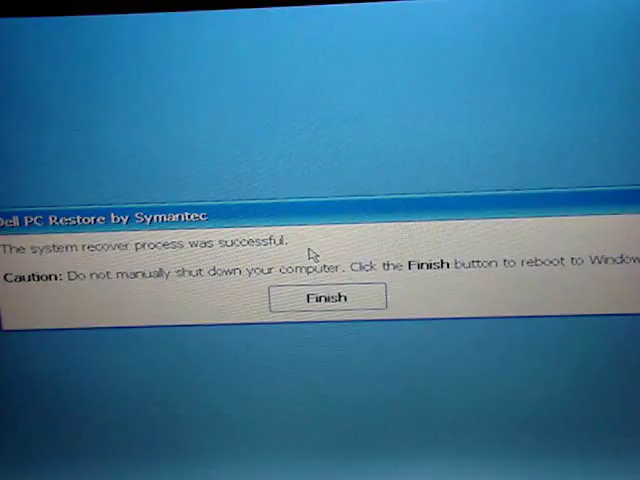 Dell PC Restore by Symantec
The system recover process was successful.
Caution: Do not manually shut down your computer. Click the Finish button to reboot to Window
Finish